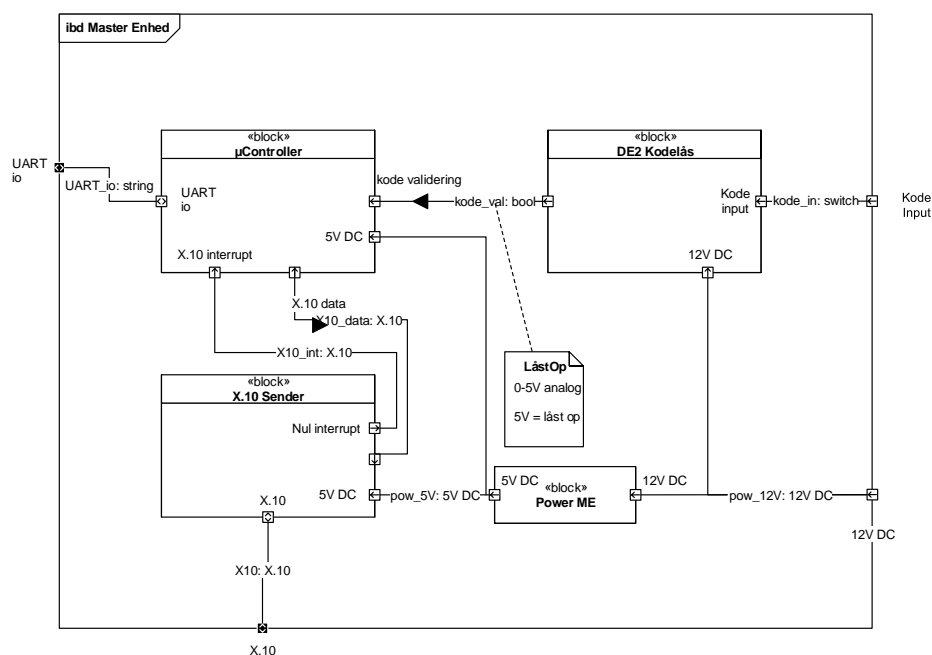 ibd Master Enhed
«block»
µController
«block»
DE2 Kodelås
UART
io
UART_io: string
UART
io
kode validering
kode_val: bool
Kode
input
kode_in: switch
Kode
Input
5V DC
X.10 interrupt
12V DC
X.10 data
X10_data: X.10
X10_int: X.10
LåstOp
0-5V analog
5V = låst op
«block»
X.10 Sender
Nul interrupt
X.10
5V DC
pow_5V: 5V DC
5V DC
«block»
Power ME
12V DC
pow_12V: 12V DC
12V DC
X10: X.10
X.10